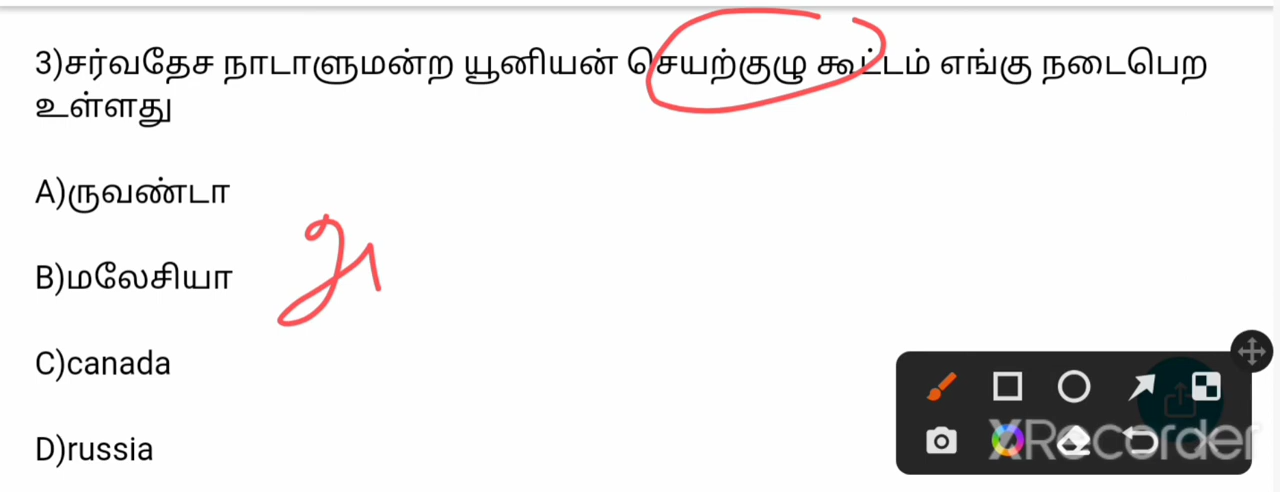 3)சர்வதேச நாடாளுமன்ற யூனியன் செயற்குழு கூட்டம் எங்கு நடைபெற
உள்ளது
A)ருவண்டா
B)மலேசியா
C)canada
D)russia
XRecorder